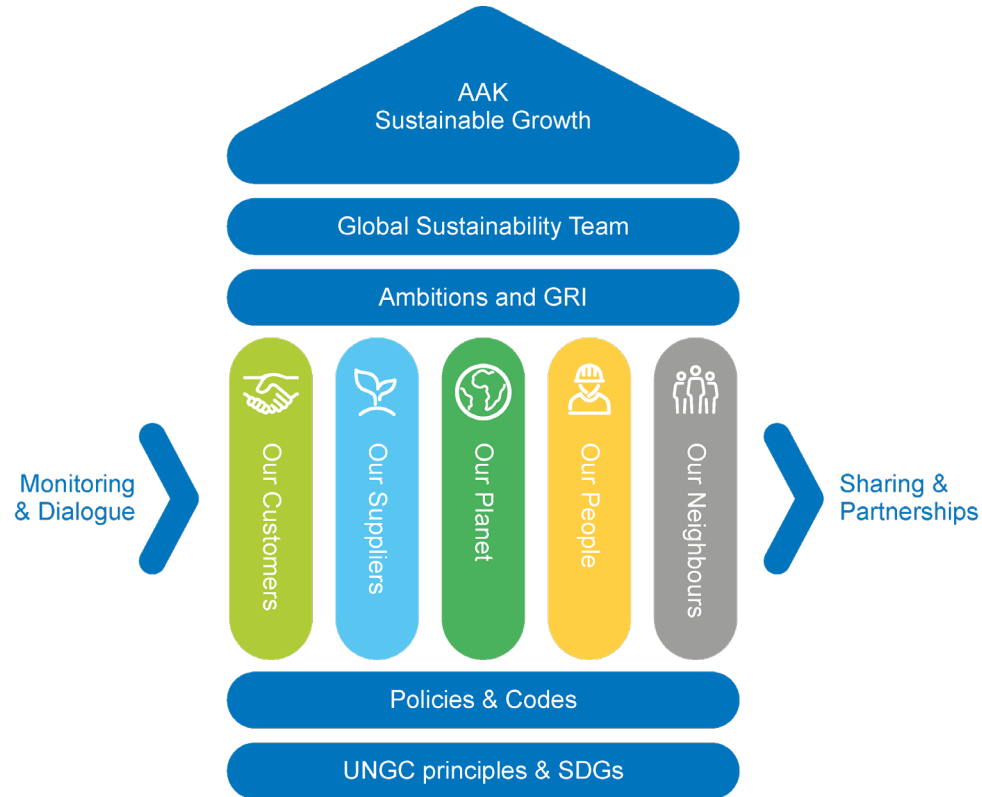 AAK
Sustainable Growth
Global Sustainability Team
Ambitions and GRI
Monitoring
& Dialogue
Our Customers
Our Suppliers
Our Planet
Our People
Our Neighbours
Sharing &
Partnerships
Policies & Codes
UNGC principles & SDGs